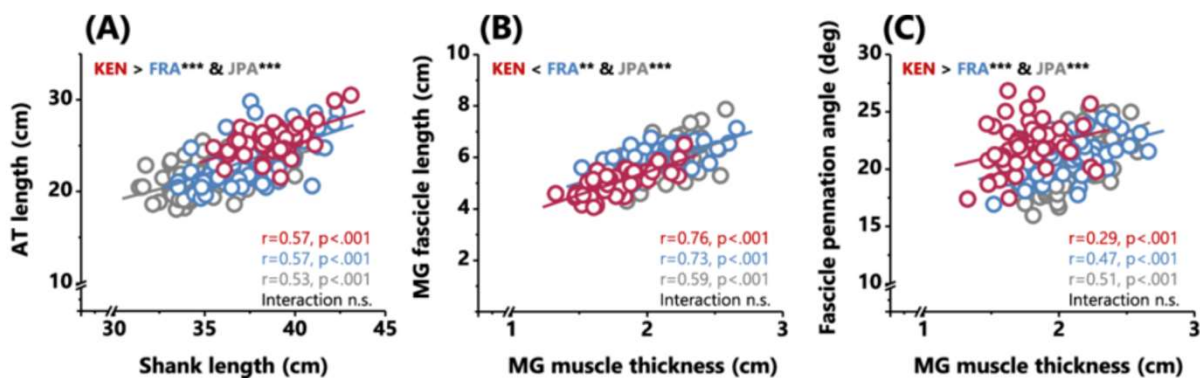 (A)
KEN > FRA*** & JPA***
AT length (cm)
30
20
10
r=0.57, p<.001
r=0.57, p<.001
r=0.53, p<.001
Interaction n.s.
30
35
40
45
Shank length (cm)
(B)
KEN < FRA** & JPA***
MG fascicle length (cm)
10
8
6
4
2
r=0.76, p<.001
r=0.73, p<.001
r=0.59, p<.001
Interaction n.s.
1
2
3
MG muscle thickness (cm)
(C)
KEN > FRA*** & JPA***
Fascicle pennation angle (deg)
30
25
20
15
10
r=0.29, p<.001
r=0.47, p<.001
r=0.51, p<.001
Interaction n.s.
1
2
3
MG muscle thickness (cm)